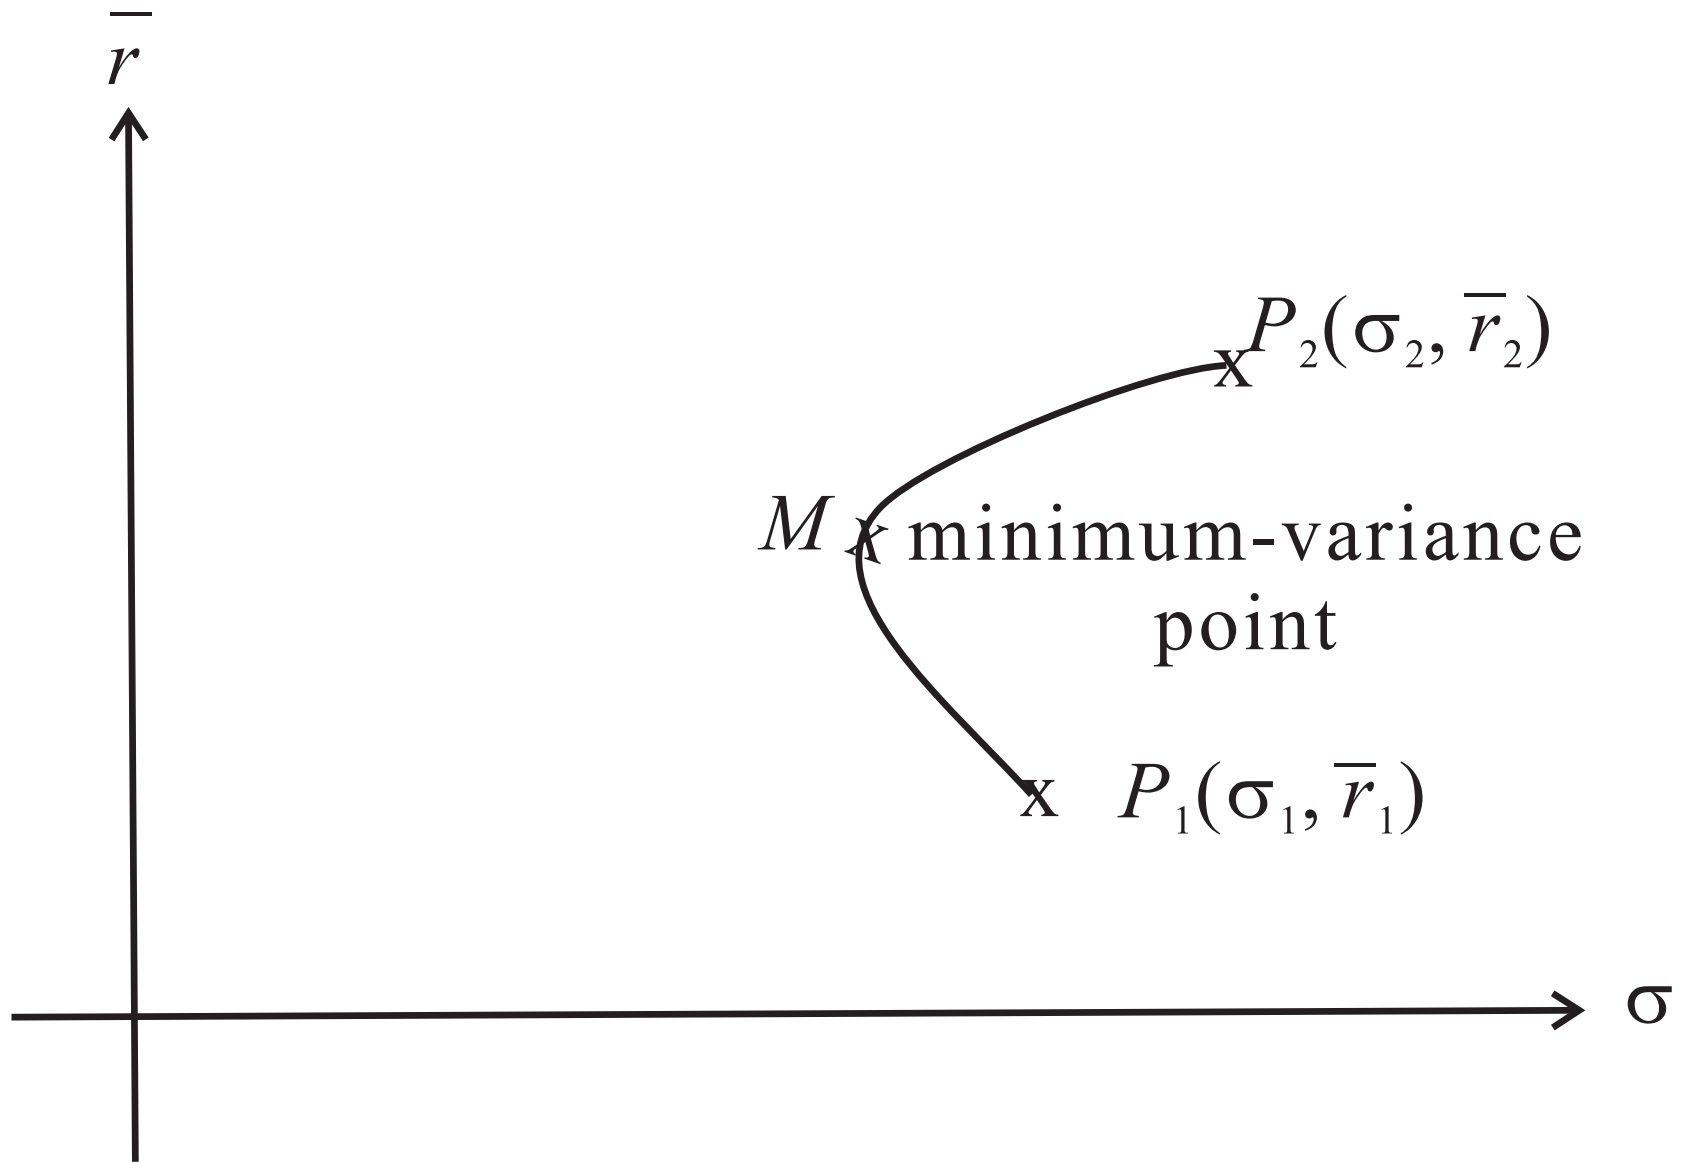 r̅
P₂(σ₂, r̅₂)
x
M x minimum-variance
point
x P₁(σ₁, r̅₁)
σ